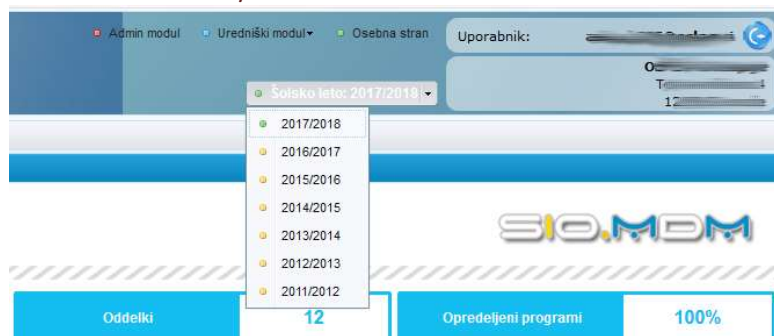 Admin modul Uredniški modul Osebna stran Uporabnik:
Šolsko leto: 2017/2018
2017/2018
2016/2017
2015/2016
2014/2015
2013/2014
2012/2013
2011/2012
SIO.MDM
Oddelki 12 Opredeljeni programi 100%